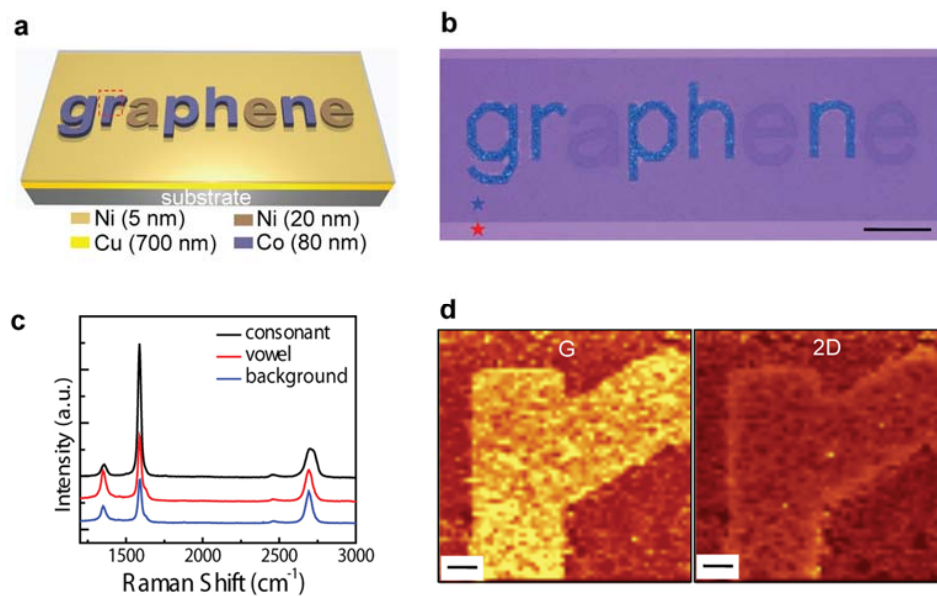 a
graphene
substrate
Ni (5 nm) Ni (20 nm)
Cu (700 nm) Co (80 nm)
b
graphene
c
consonant
vowel
background
Intensity (a.u.)
1500 2000 2500 3000
Raman Shift (cm⁻¹)
d
G
2D